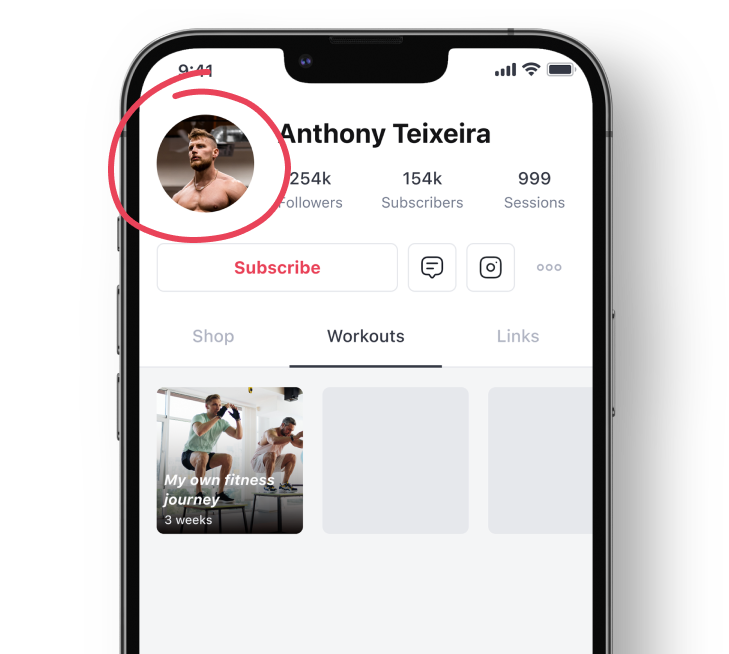 9:41
Anthony Teixeira
254k 154k 999
Followers Subscribers Sessions
Subscribe
Shop Workouts Links
My own fitness
journey
3 weeks